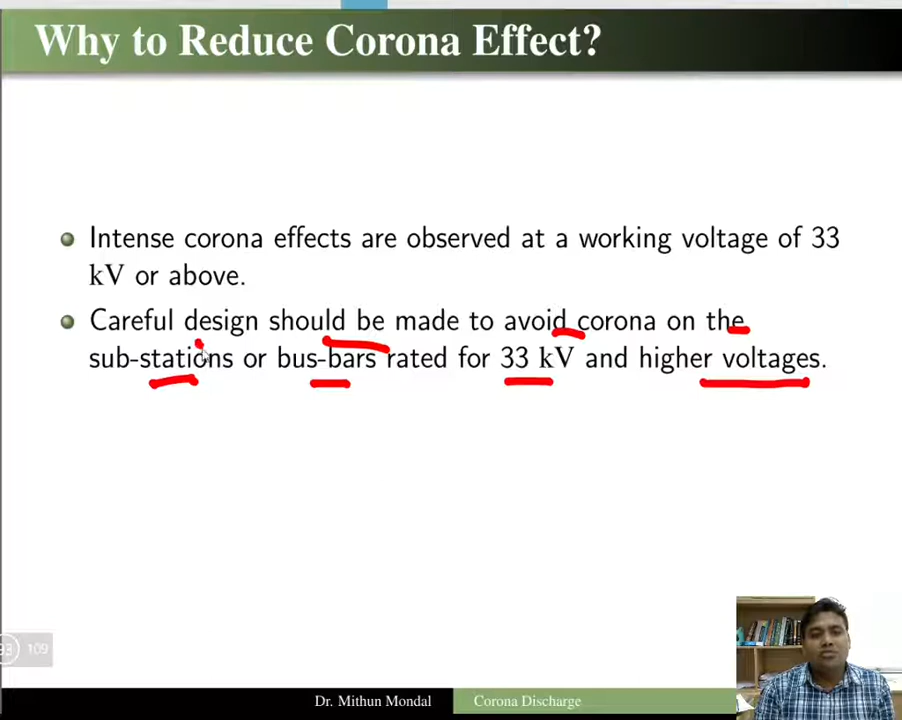 Why to Reduce Corona Effect?
Intense corona effects are observed at a working voltage of 33
kV or above.
Careful design should be made to avoid corona on the
sub-stations or bus-bars rated for 33 kV and higher voltages.
93 109
Dr. Mithun Mondal Corona Discharge